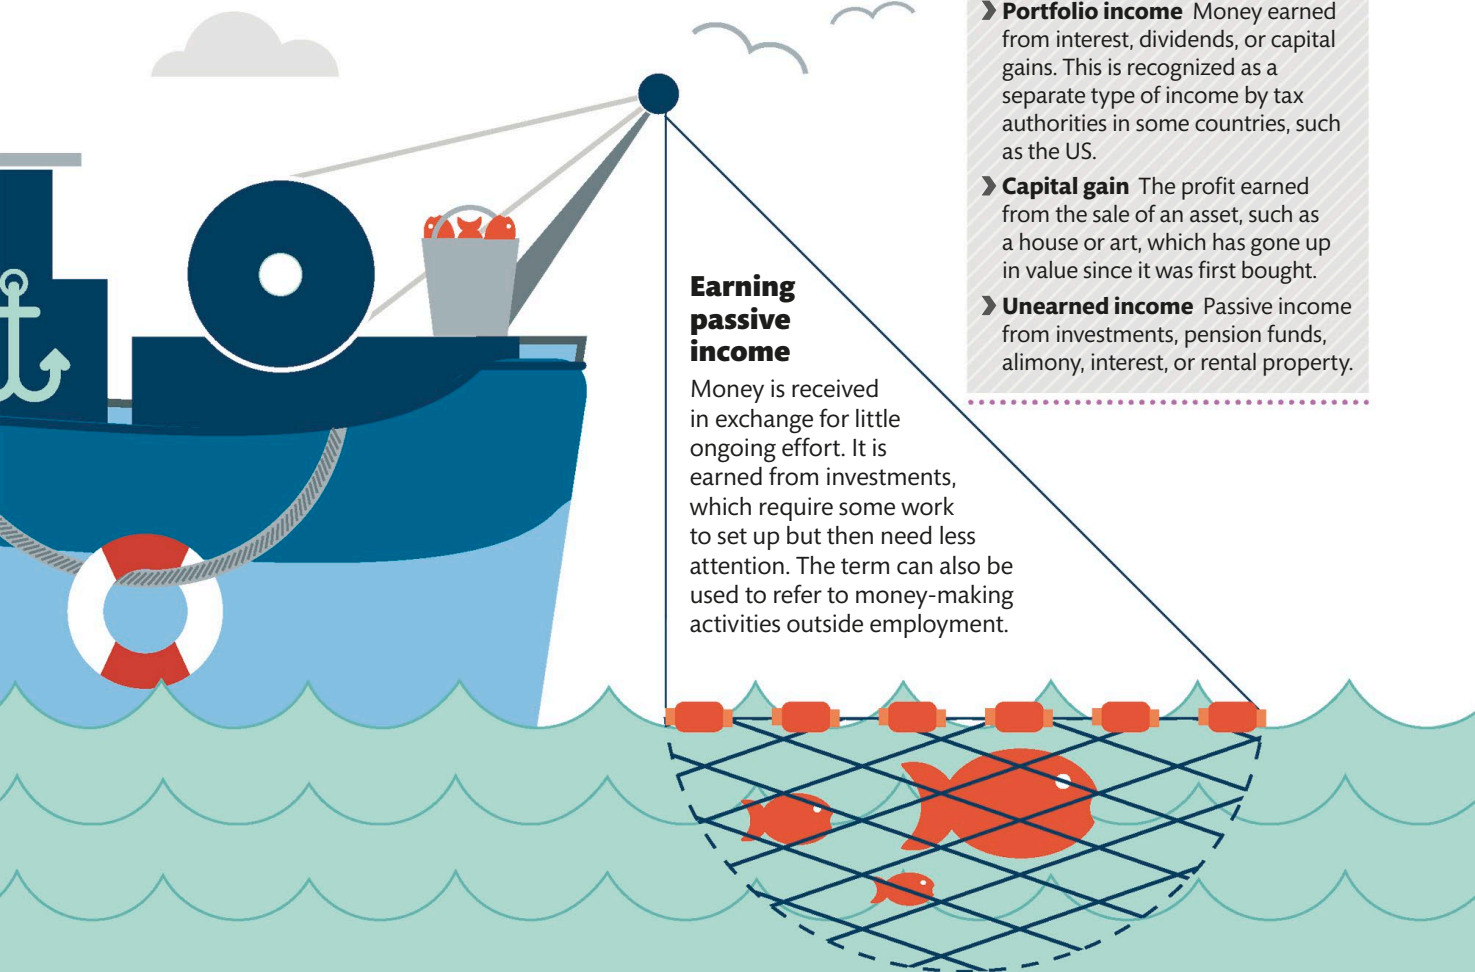 ❯ Portfolio income Money earned
from interest, dividends, or capital
gains. This is recognized as a
separate type of income by tax
authorities in some countries, such
as the US.
❯ Capital gain The profit earned
from the sale of an asset, such as
a house or art, which has gone up
in value since it was first bought.
❯ Unearned income Passive income
from investments, pension funds,
alimony, interest, or rental property.
Earning
passive
income
Money is received
in exchange for little
ongoing effort. It is
earned from investments,
which require some work
to set up but then need less
attention. The term can also be
used to refer to money-making
activities outside employment.